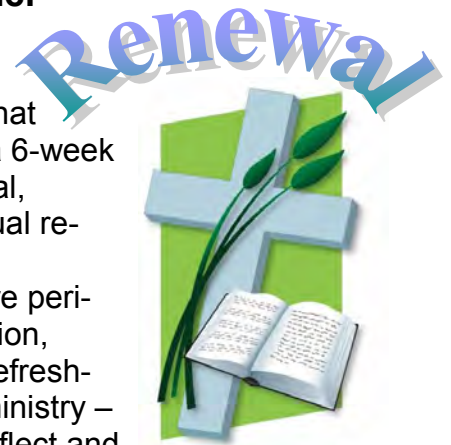 Renewal
hat
6-week
al,
ual re-
re peri-
ion,
efresh-
inistry –
flect and